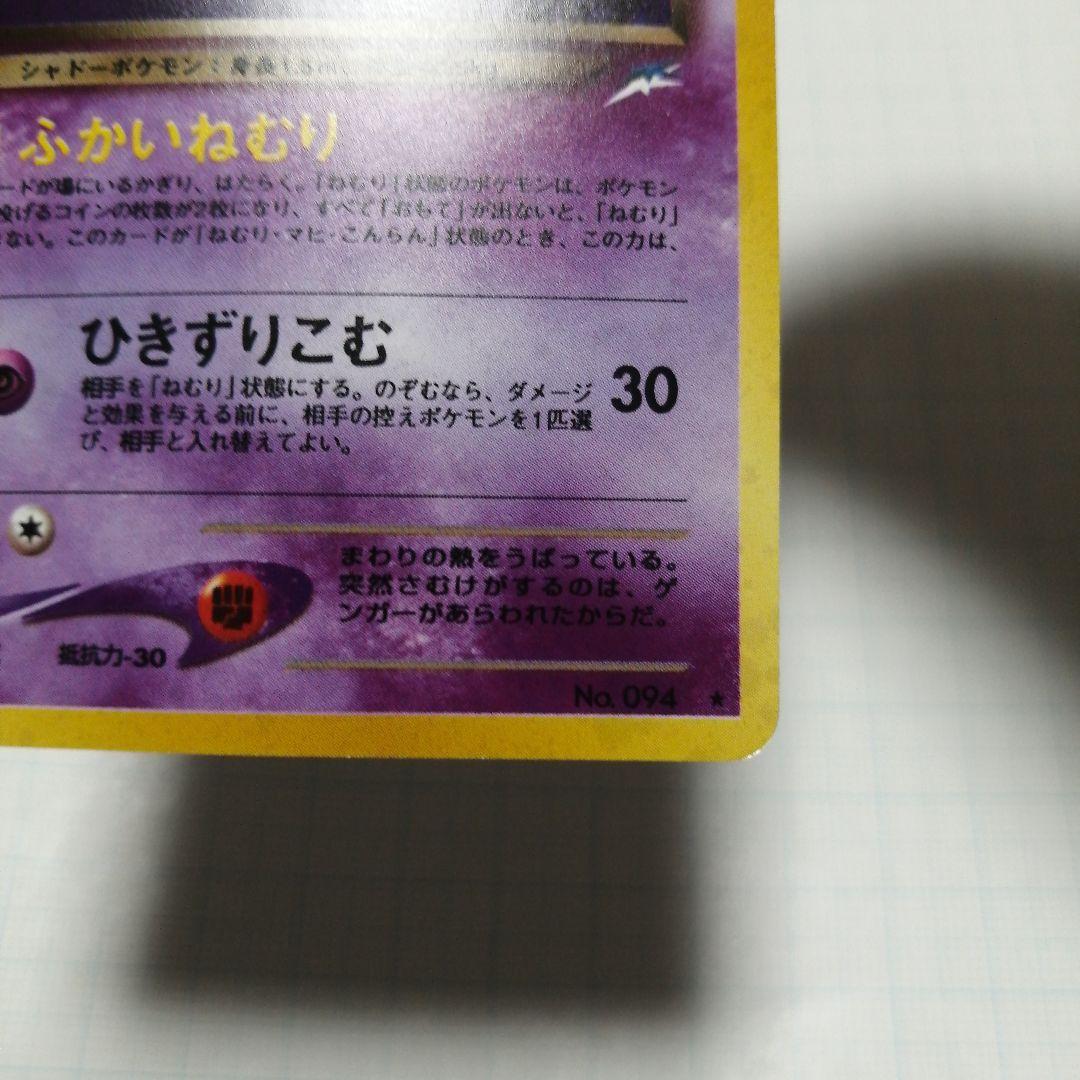 シャドーポケモン：身長1.5m、
ふかいねむり
ードが場にいるかぎり、はたらく。「ねむり」状態のポケモンは、ポケモン
投げるコインの枚数が2枚になり、すべて「おもて」が出ないと、「ねむり」
ない。このカードが「ねむり・マヒ・こんらん」状態のとき、この力は、
ひきずりこむ
相手を「ねむり」状態にする。のぞむなら、ダメージ
と効果を与える前に、相手の控えポケモンを1匹選
び、相手と入れ替えてよい。
30
まわりの熱をうばっている。
突然さむけがするのは、ゲ
ンガーがあらわれたからだ。
抵抗力-30
No. 094 ★